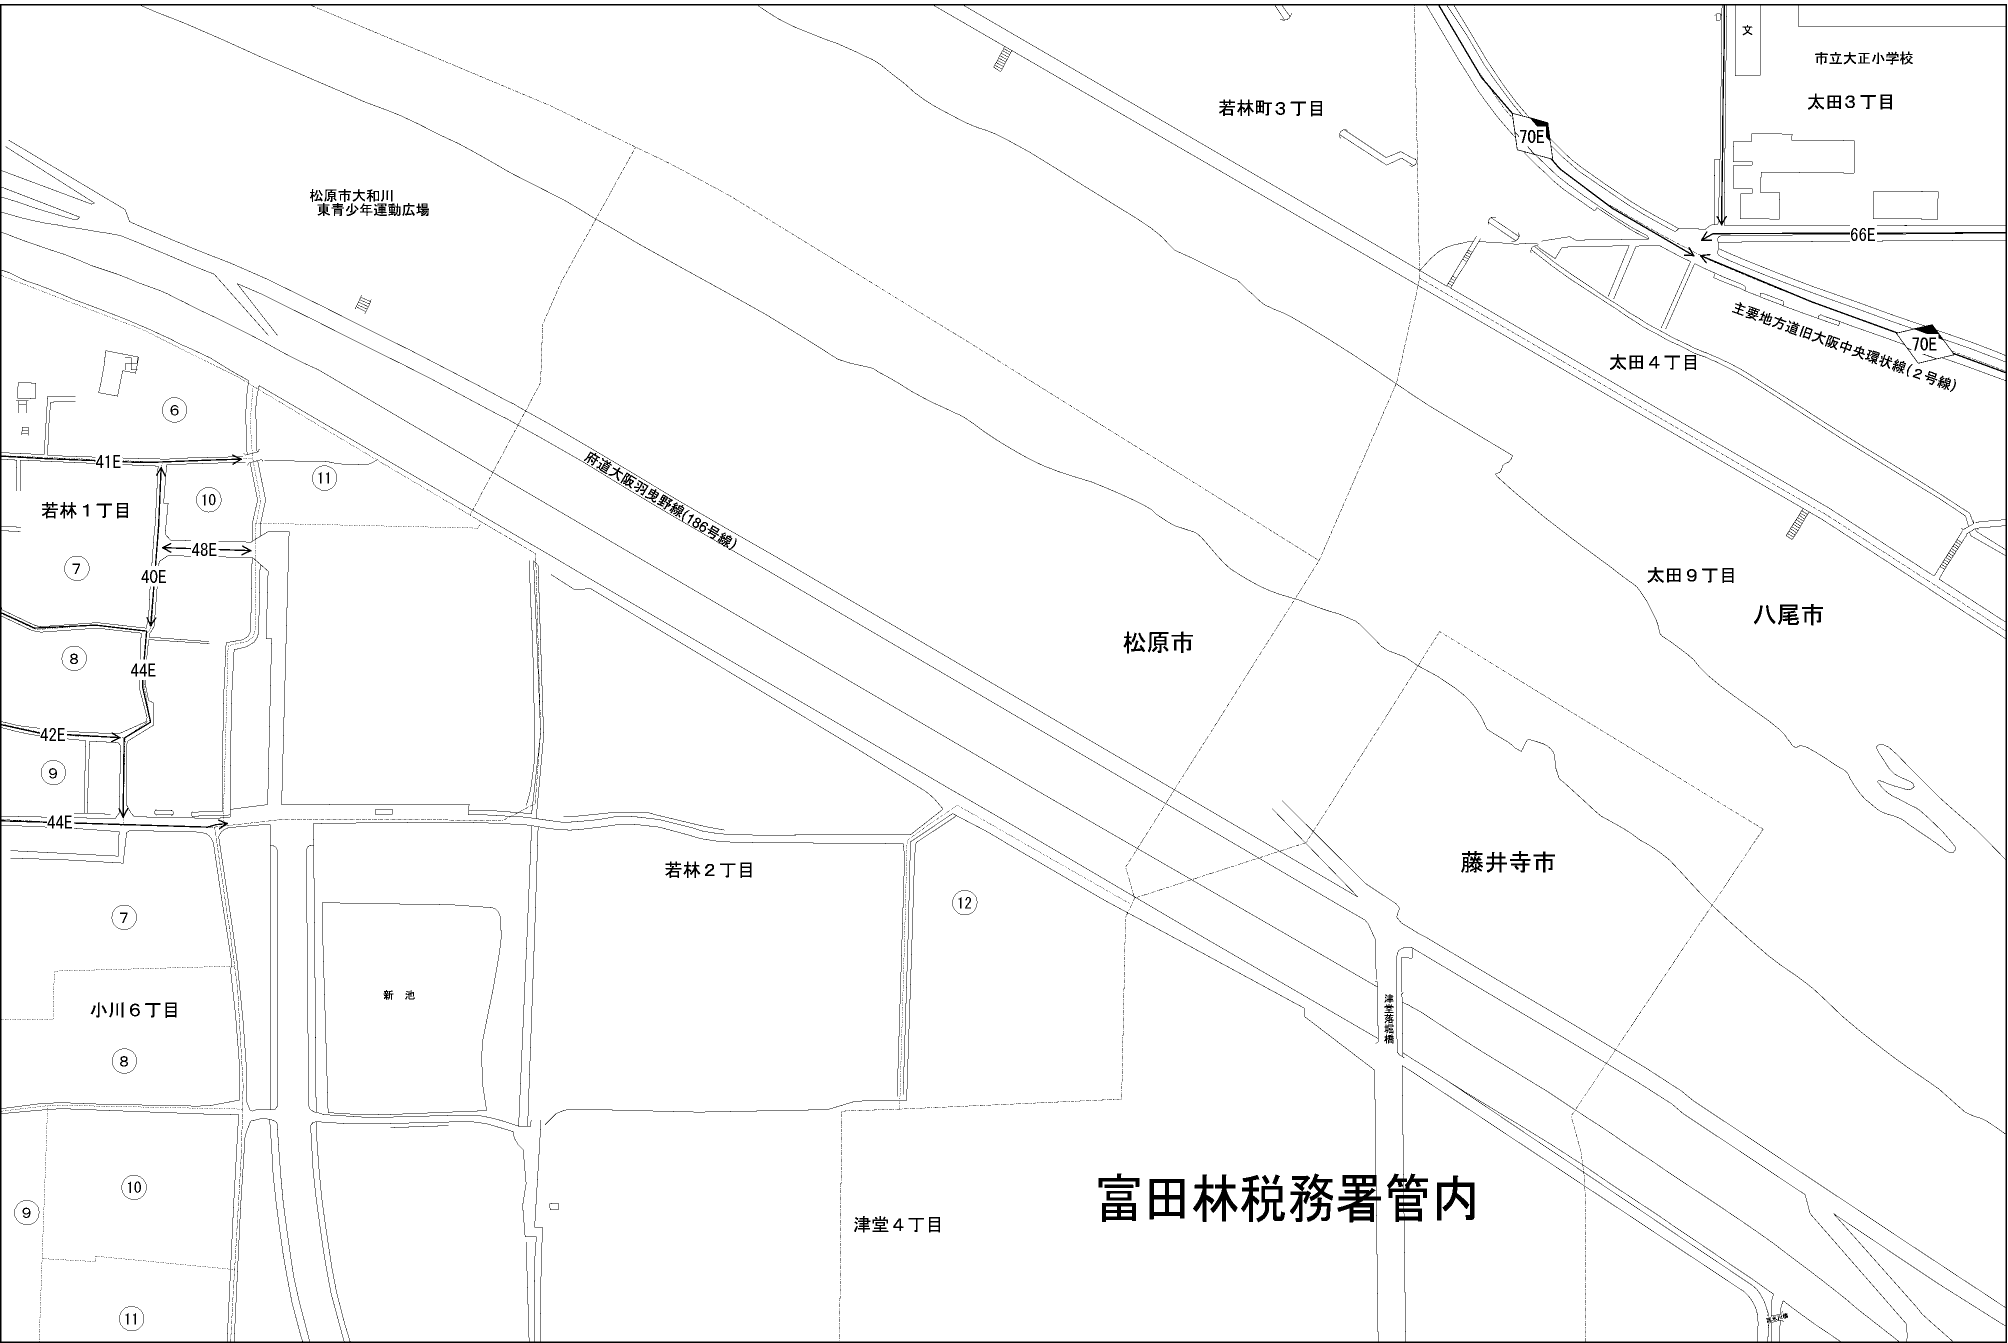 文
市立大正小学校
太田３丁目
若林町３丁目
70E
66E
松原市大和川
東青少年運動広場
主要地方道旧大阪中央環状線(２号線)
70E
太田４丁目
⑥
41E
⑪
⑩
若林１丁目
府道大阪羽曳野線(186号線)
48E
⑦
40E
太田９丁目
八尾市
松原市
⑧
44E
42E
⑨
44E
若林２丁目
藤井寺市
⑫
⑦
新池
小川６丁目
津堂落堀橋
⑧
⑩
⑨
津堂４丁目
富田林税務署管内
⑪